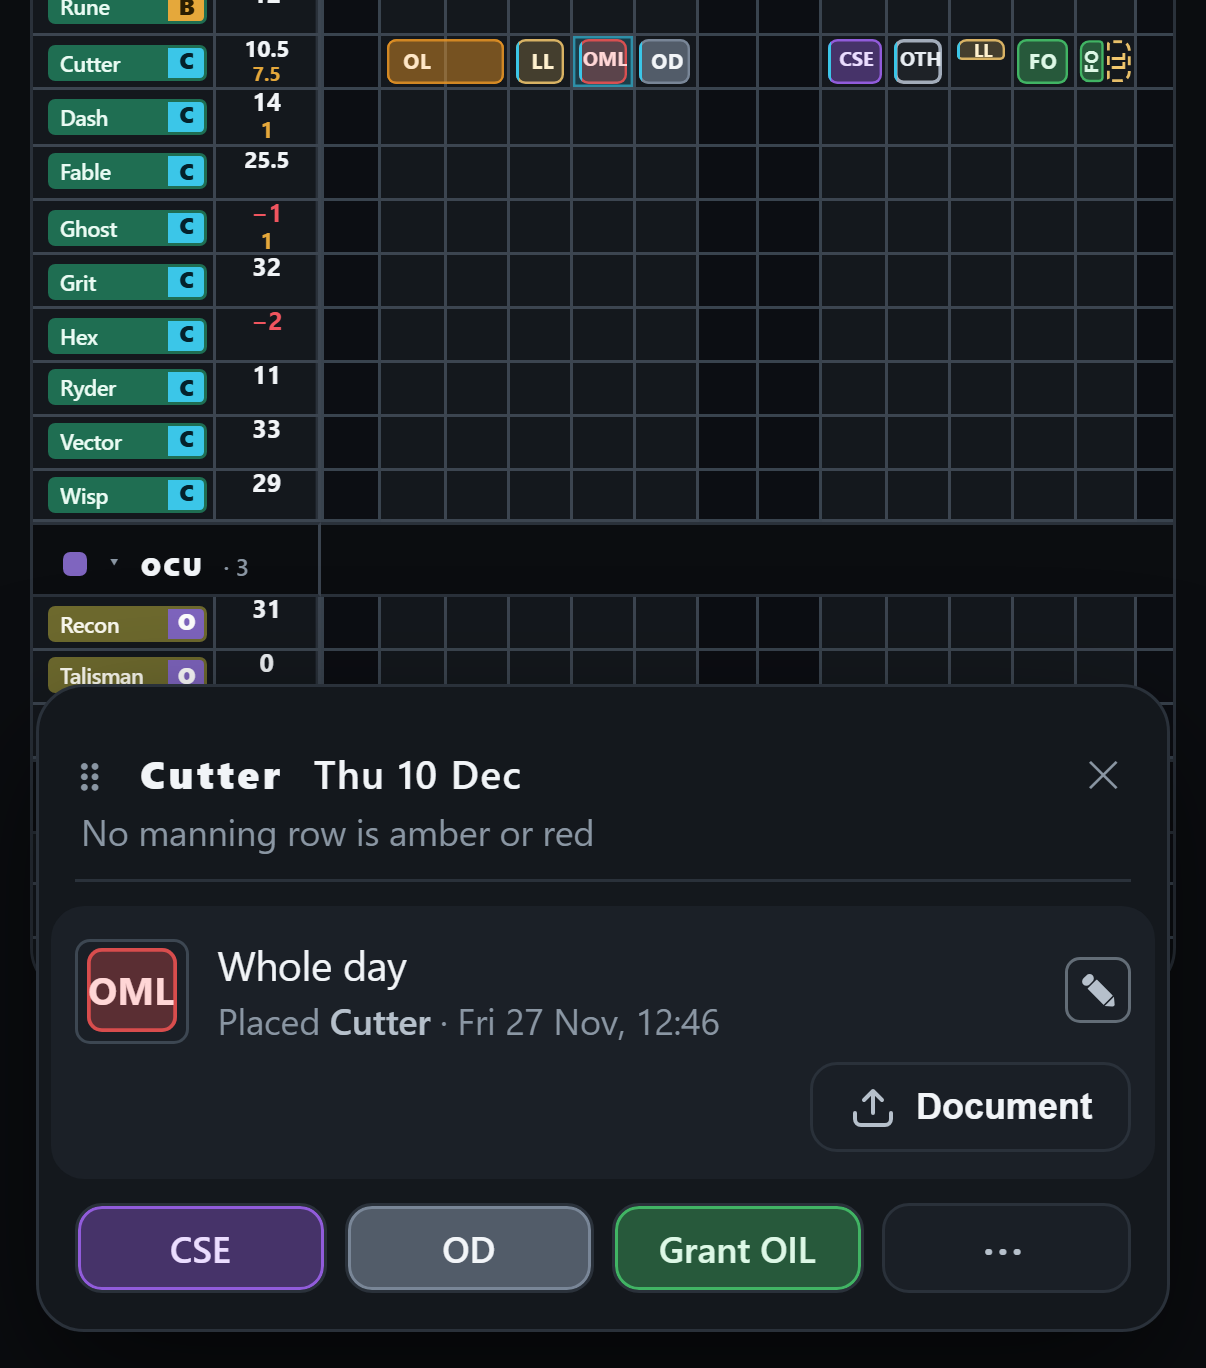 Rune B
Cutter C 10.5 OL LL OML OD CSE OTH LL FO FO
7.5
Dash C 14
1
Fable C 25.5
Ghost C −1
1
Grit C 32
Hex C −2
Ryder C 11
Vector C 33
Wisp C 29
OCU · 3
Recon O 31
Talisman O 0
Cutter Thu 10 Dec
No manning row is amber or red
OML Whole day
Placed Cutter · Fri 27 Nov, 12:46
Document
CSE OD Grant OIL ...